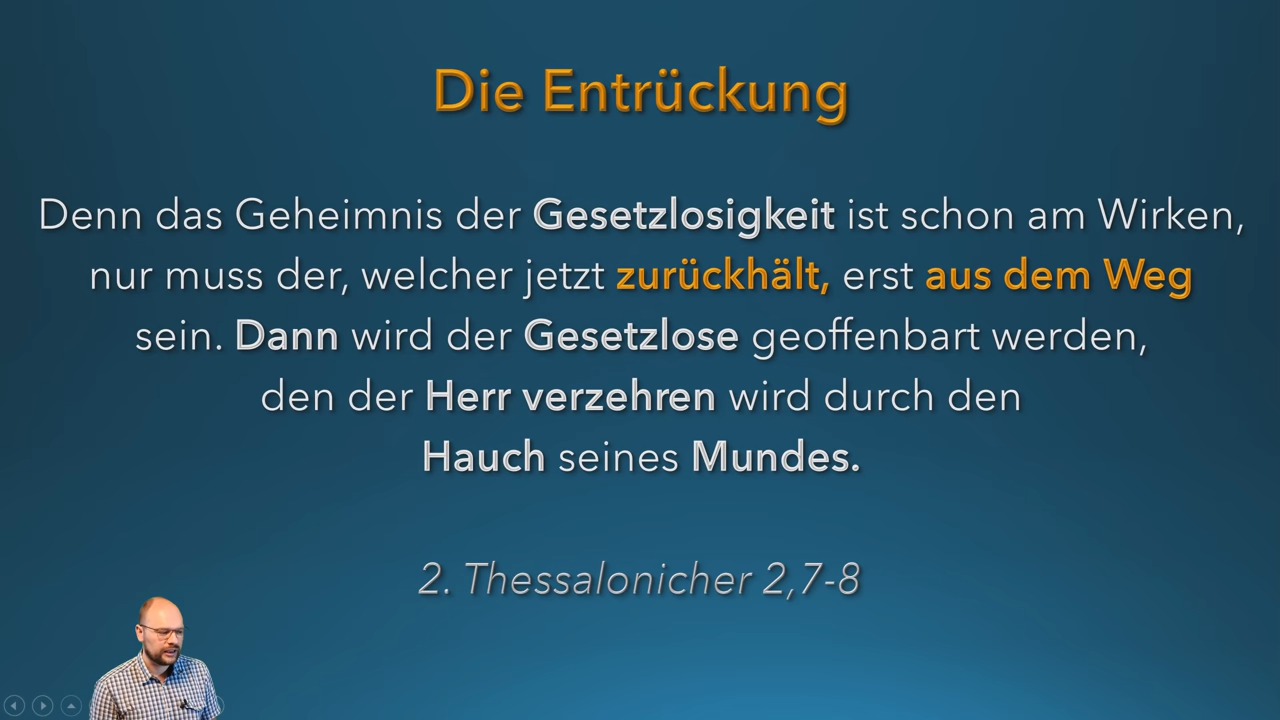 Die Entrückung
Denn das Geheimnis der Gesetzlosigkeit ist schon am Wirken,
nur muss der, welcher jetzt zurückhält, erst aus dem Weg
sein. Dann wird der Gesetzlose geoffenbart werden,
den der Herr verzehren wird durch den
Hauch seines Mundes.
2. Thessalonicher 2,7-8